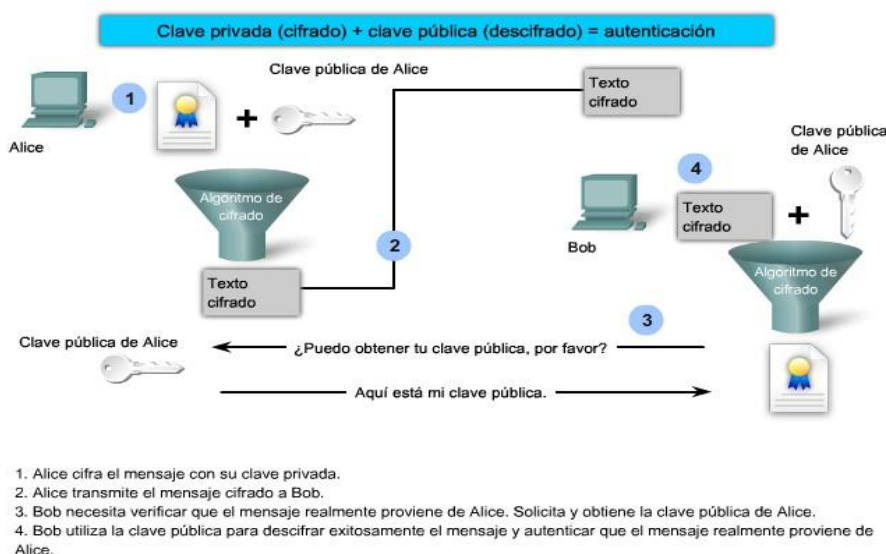 Clave privada (cifrado) + clave pública (descifrado) = autenticación
1
Clave pública de Alice
+
Alice
Algoritmo de
cifrado
Texto
cifrado
2
Texto
cifrado
4
Clave pública
de Alice
Bob
Texto
cifrado
+
Algoritmo de
cifrado
3
Clave pública de Alice
¿Puedo obtener tu clave pública, por favor?
Aquí está mi clave pública.
1. Alice cifra el mensaje con su clave privada.
2. Alice transmite el mensaje cifrado a Bob.
3. Bob necesita verificar que el mensaje realmente proviene de Alice. Solicita y obtiene la clave pública de Alice.
4. Bob utiliza la clave pública para descifrar exitosamente el mensaje y autenticar que el mensaje realmente proviene de
Alice.